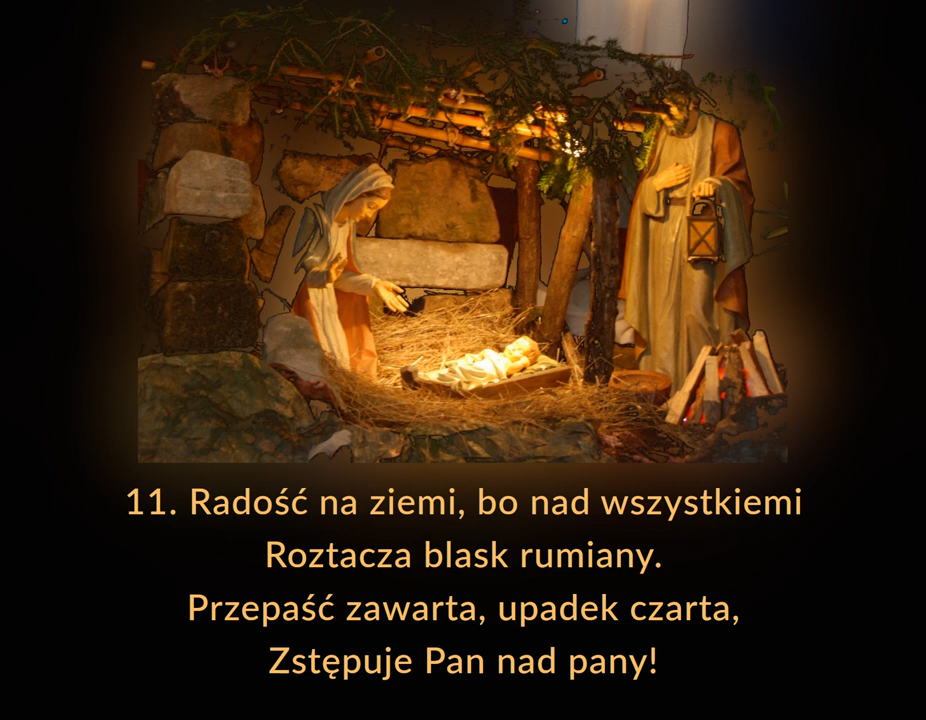 11. Radość na ziemi, bo nad wszystkiemi
Roztacza blask rumiany.
Przepaść zawarta, upadek czarta,
Zstępuje Pan nad pany!